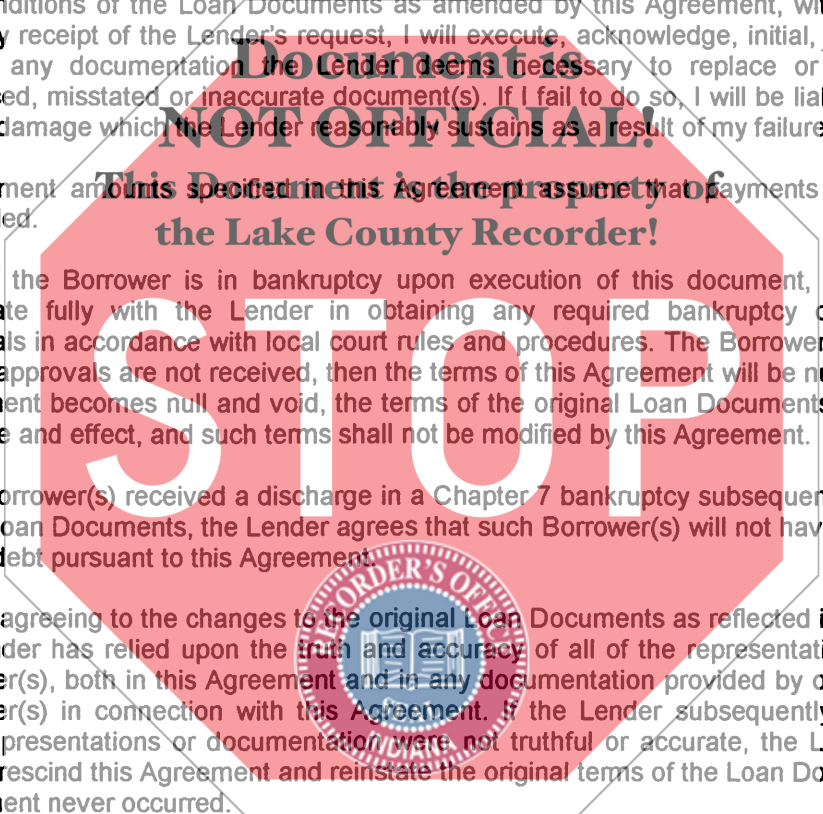 nditions of the Loan Documents as amended by this Agreement, wi
y receipt of the Lender's request, I will execute, acknowledge, initial,
any documentation the Lender deems necessary to replace or
ed, misstated or inaccurate document(s). If I fail to do so, I will be lia
damage which the Lender reasonably sustains as a result of my failure
Document is
NOT OFFICIAL!
ment amounts specified in this Agreement assume that payments
ed.
This Document is the property of
the Lake County Recorder!
the Borrower is in bankruptcy upon execution of this document,
ate fully with the Lender in obtaining any required bankruptcy c
als in accordance with local court rules and procedures. The Borrower
approvals are not received, then the terms of this Agreement will be nu
ent becomes null and void, the terms of the original Loan Documents
e and effect, and such terms shall not be modified by this Agreement.
STOP
orrower(s) received a discharge in a Chapter 7 bankruptcy subsequen
oan Documents, the Lender agrees that such Borrower(s) will not hav
debt pursuant to this Agreement.
agreeing to the changes to the original Loan Documents as reflected i
der has relied upon the truth and accuracy of all of the representati
er(s), both in this Agreement and in any documentation provided by o
er(s) in connection with this Agreement. If the Lender subsequently
presentations or documentation were not truthful or accurate, the L
rescind this Agreement and reinstate the original terms of the Loan Do
ent never occurred.
RECORDER'S OFFICE
INDIANA